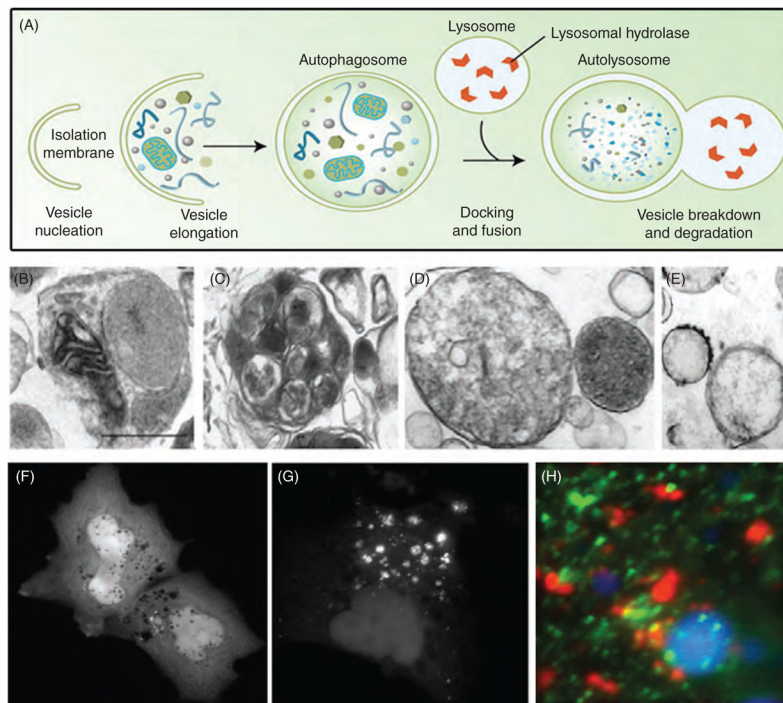 (A)
Lysosome
Lysosomal hydrolase
Autophagosome
Autolysosome
Isolation
membrane
Vesicle
nucleation
Vesicle
elongation
Docking
and fusion
Vesicle breakdown
and degradation
(B)
(C)
(D)
(E)
(F)
(G)
(H)